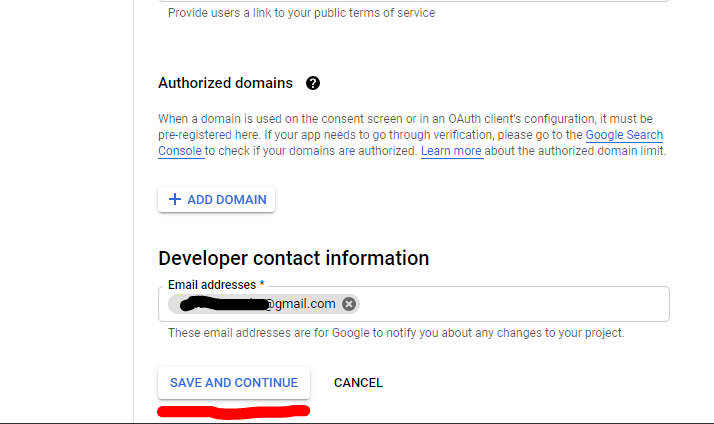 Provide users a link to your public terms of service
Authorized domains ?
When a domain is used on the consent screen or in an OAuth client's configuration, it must be
pre-registered here. If your app needs to go through verification, please go to the Google Search
Console to check if your domains are authorized. Learn more about the authorized domain limit.
+ ADD DOMAIN
Developer contact information
Email addresses *
@gmail.com
These email addresses are for Google to notify you about any changes to your project.
SAVE AND CONTINUE CANCEL